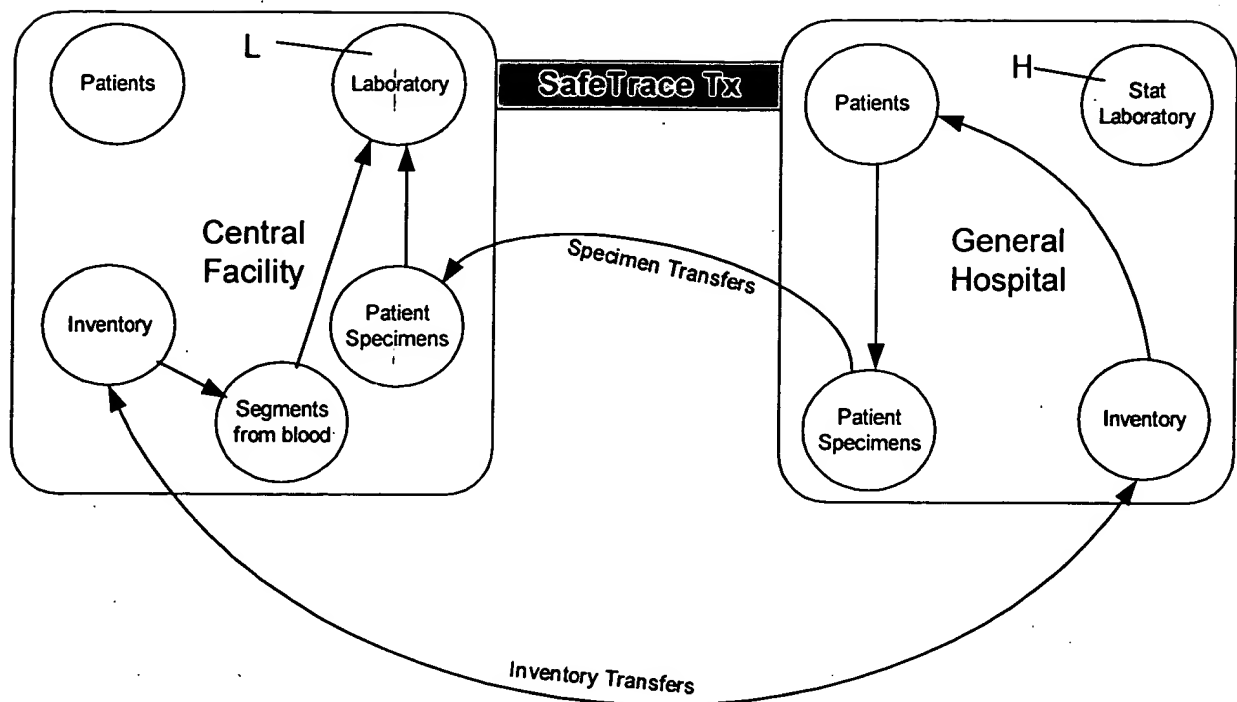 L
Patients
Laboratory
Central
Facility
Inventory
Patient
Specimens
Segments
from blood
SafeTrace Tx
Specimen Transfers
H
Patients
Stat
Laboratory
General
Hospital
Patient
Specimens
Inventory
Inventory Transfers